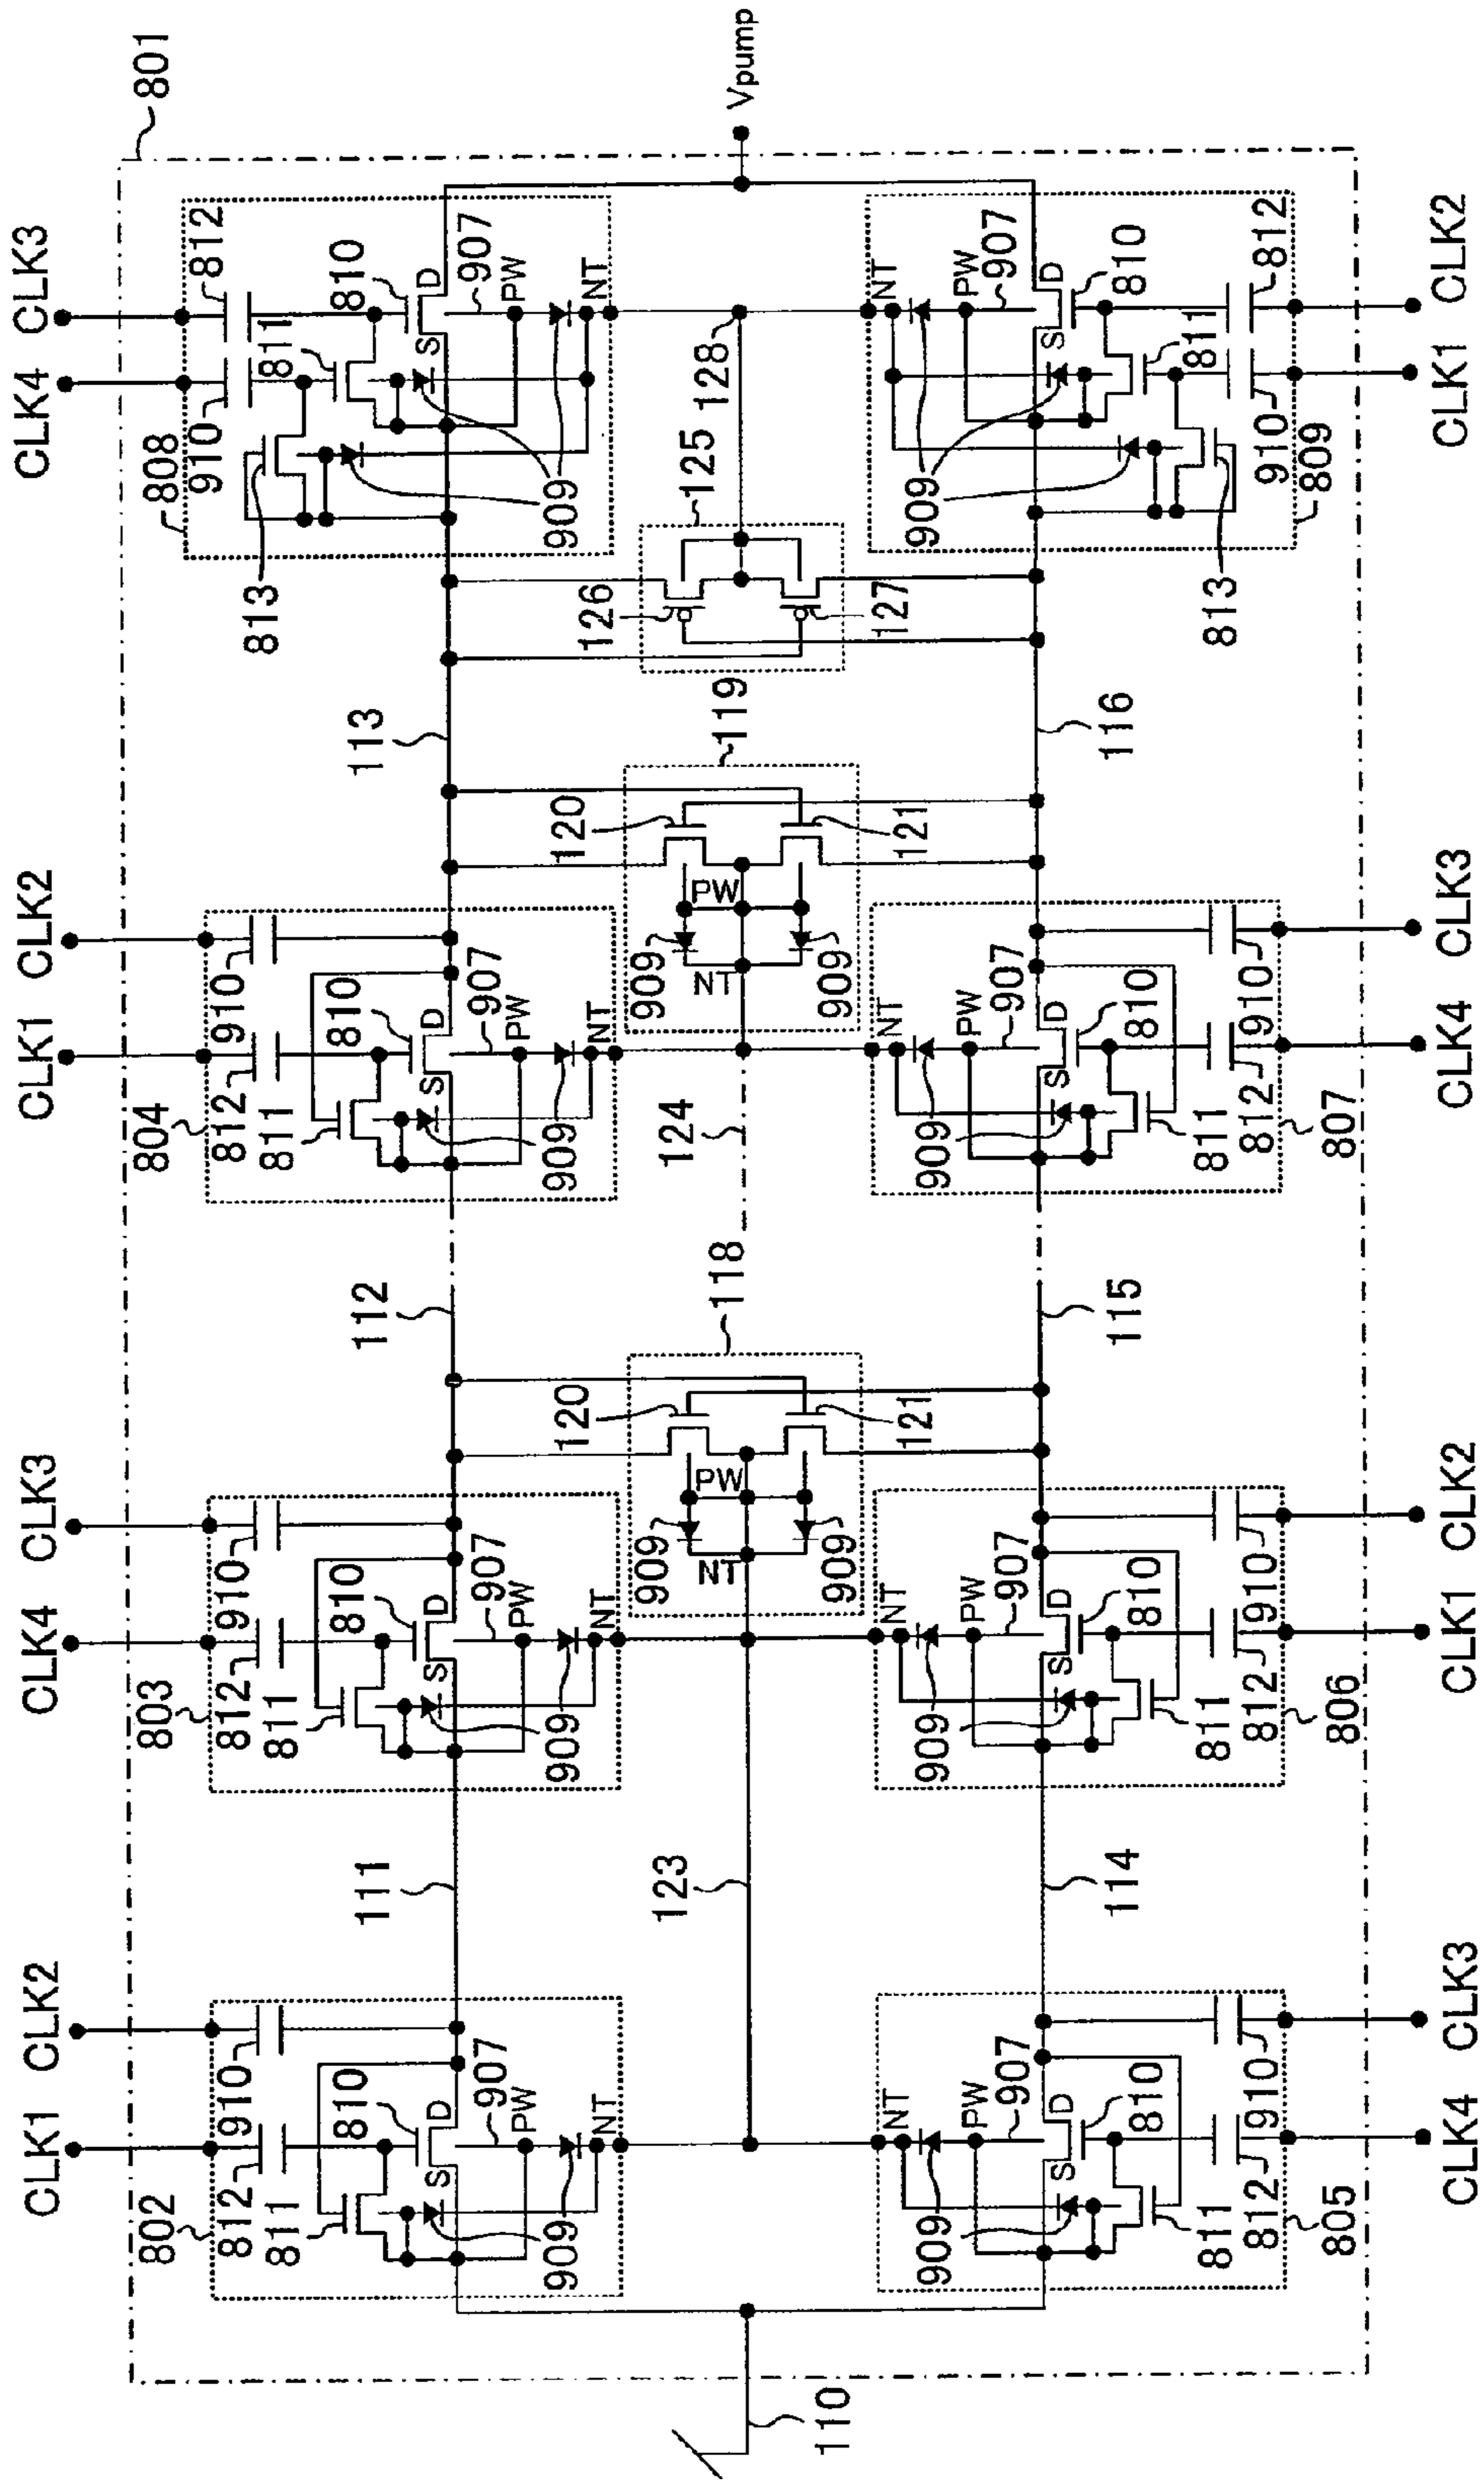 CLK1
CLK2
CLK4
CLK3
CLK1
CLK2
CLK4
CLK3
801
802
812
910
811
810
S
D
907
PW
NT
909
111
803
812
910
811
810
S
D
907
PW
NT
909
112
804
812
910
811
810
S
D
907
PW
NT
909
113
813
808
910
811
812
810
S
D
907
PW
NT
909
110
123
118
120
121
PW
NT
909
909
124
119
120
121
PW
NT
909
909
125
126
127
128
Vpump
NT
PW
907
909
S
D
810
811
812
910
805
114
NT
PW
907
909
S
D
810
811
812
910
806
115
NT
PW
907
909
S
D
810
811
812
910
807
116
NT
PW
907
909
S
D
810
811
813
910
812
809
CLK4
CLK3
CLK1
CLK2
CLK4
CLK3
CLK1
CLK2